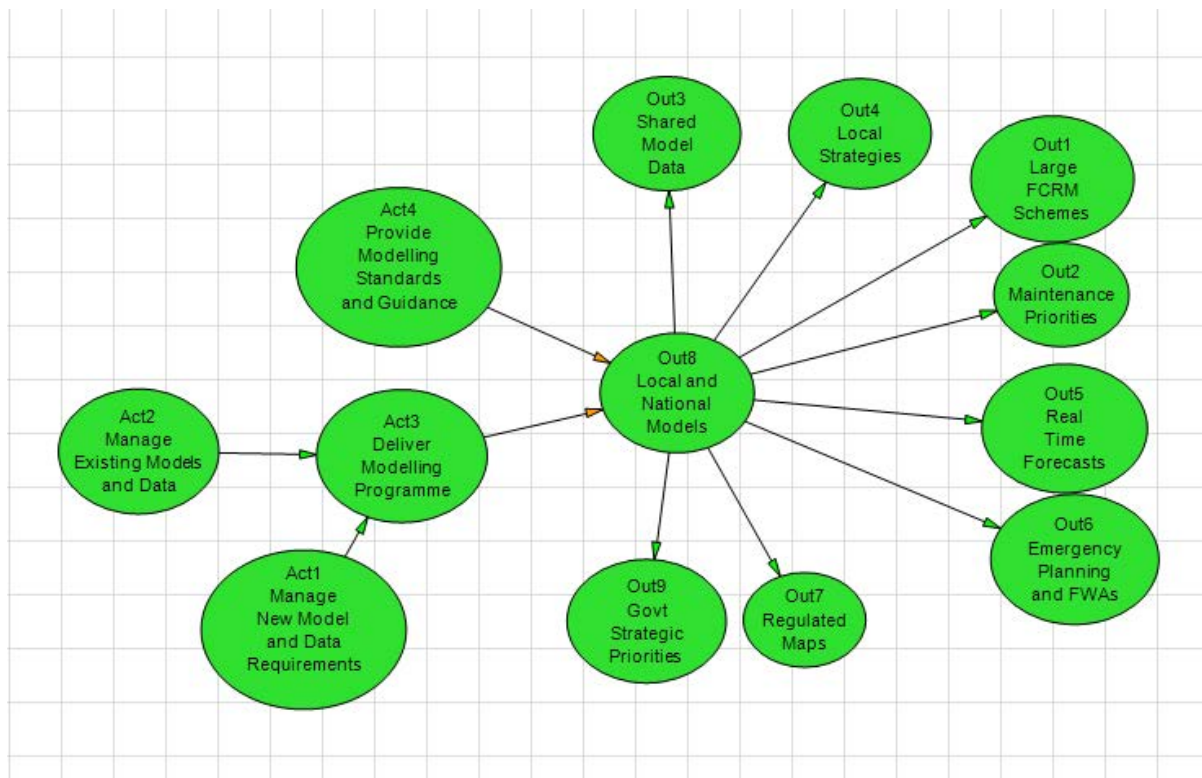 Out3
Shared
Model
Data
Out4
Local
Strategies
Out1
Large
FCRM
Schemes
Act4
Provide
Modelling
Standards
and Guidance
Out2
Maintenance
Priorities
Out8
Local and
National
Models
Act2
Manage
Existing Models
and Data
Act3
Deliver
Modelling
Programme
Out5
Real
Time
Forecasts
Out6
Emergency
Planning
and FWAs
Act1
Manage
New Model
and Data
Requirements
Out9
Govt
Strategic
Priorities
Out7
Regulated
Maps